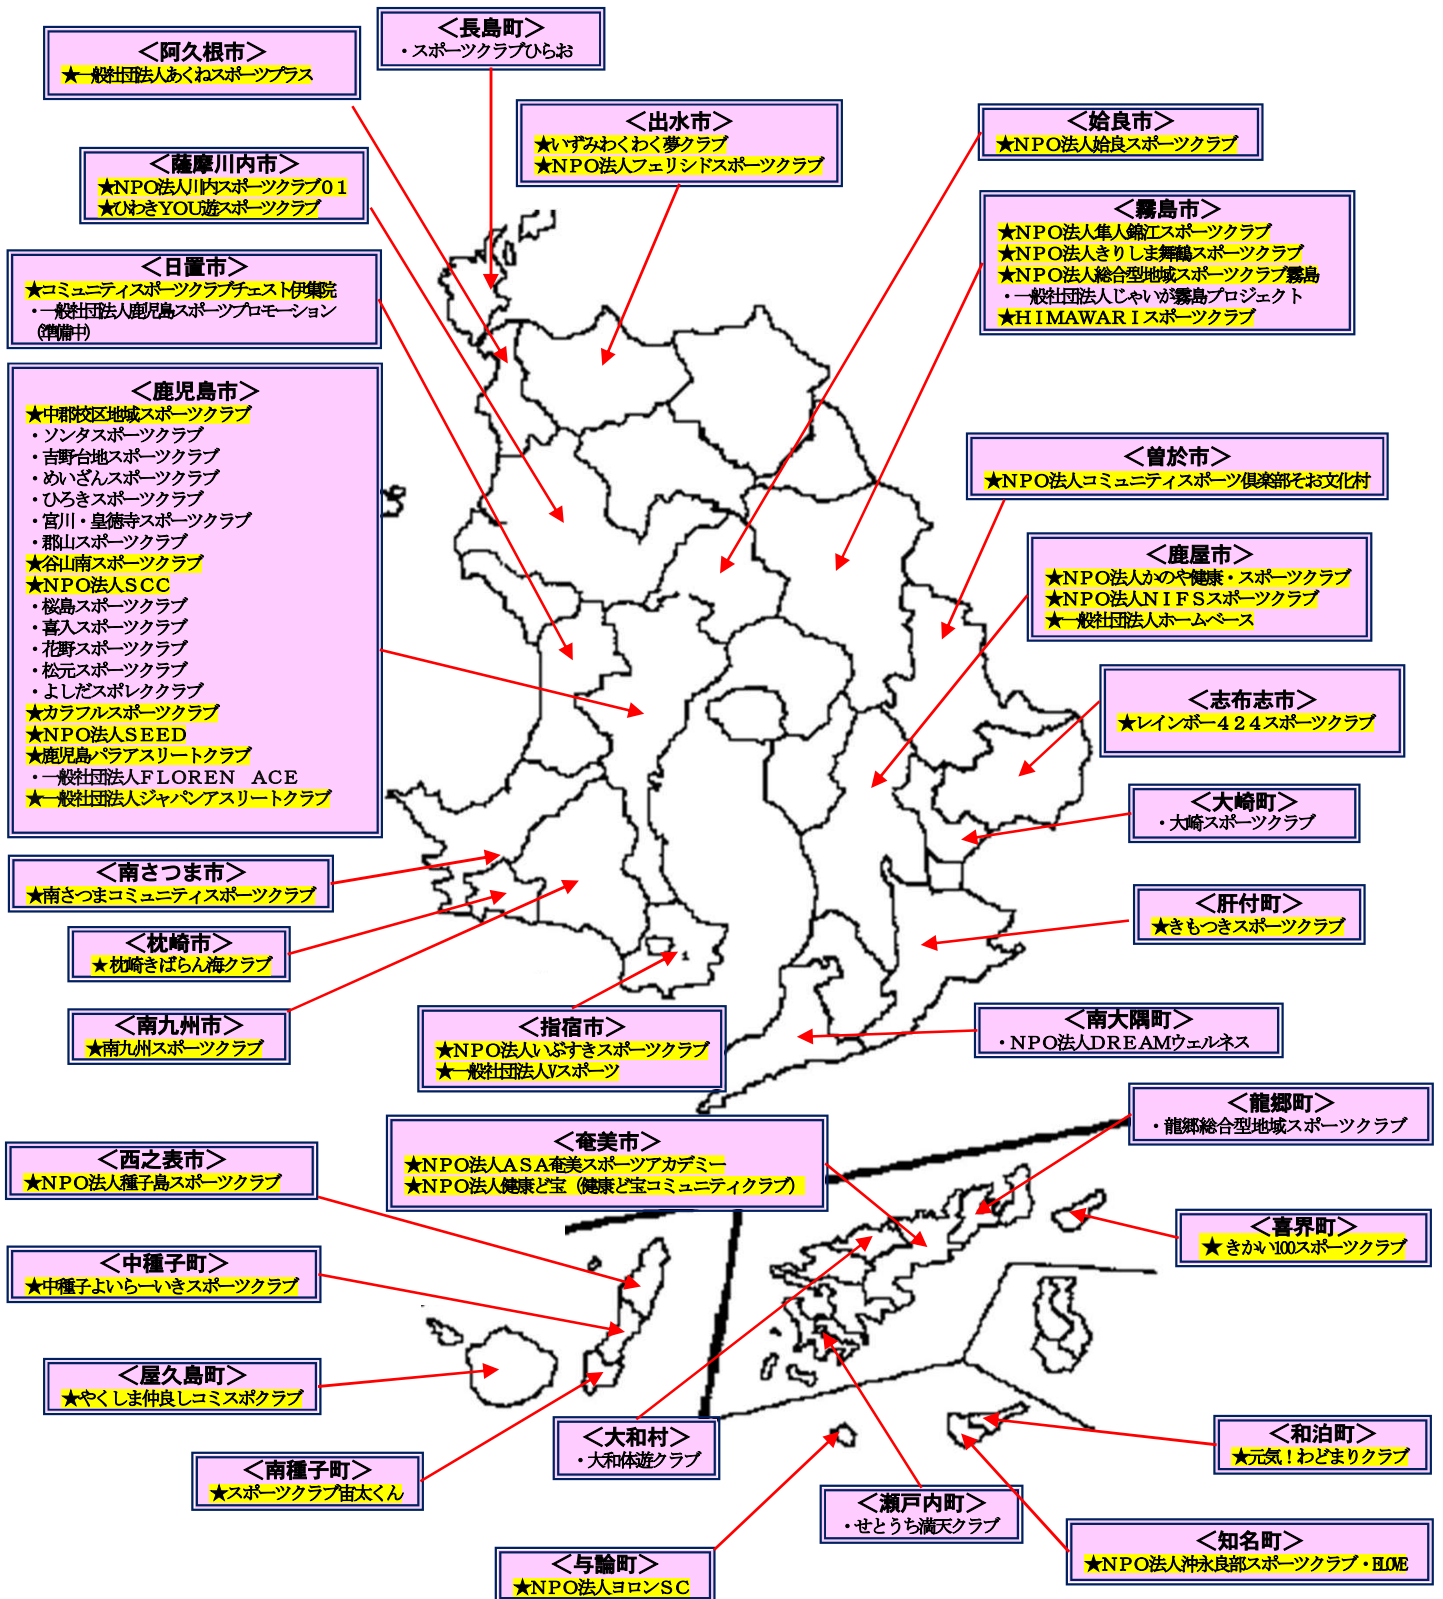 ＜長島町＞
・スポーツクラブひらお
＜阿久根市＞
★一般社団法人あくねスポーツプラス
＜出水市＞
★いずみわくわく夢クラブ
★NPO法人フェリシドスポーツクラブ
＜姶良市＞
★ＮＰＯ法人姶良スポーツクラブ
＜薩摩川内市＞
★NPO法人川内スポーツクラブ０１
★ひわきＹＯＵ遊スポーツクラブ
＜霧島市＞
★ＮＰＯ法人隼人錦江スポーツクラブ
★ＮＰＯ法人きりしま舞鶴スポーツクラブ
★ＮＰＯ法人総合型地域スポーツクラブ霧島
・一般社団法人じゃいが霧島プロジェクト
★ＨＩＭＡＷＡＲＩスポーツクラブ
＜日置市＞
★コミュニティスポーツクラブチェスト伊集院
・一般社団法人鹿児島スポーツプロモーション
（準備中）
＜鹿児島市＞
★中郡校区地域スポーツクラブ
・ソンタスポーツクラブ
・吉野台地スポーツクラブ
・めいざんスポーツクラブ
・ひろきスポーツクラブ
・宮川・皇徳寺スポーツクラブ
・郡山スポーツクラブ
★谷山南スポーツクラブ
★NPO法人ＳＣＣ
・桜島スポーツクラブ
・喜入スポーツクラブ
・花野スポーツクラブ
・松元スポーツクラブ
・よしだスポレククラブ
★カラフルスポーツクラブ
★NPO法人ＳＥＥＤ
★鹿児島パラアスリートクラブ
・一般社団法人ＦＬＯＲＥＮ　ＡＣＥ
★一般社団法人ジャパンアスリートクラブ
＜曽於市＞
★ＮＰＯ法人コミュニティスポーツ倶楽部そお文化村
＜鹿屋市＞
★ＮＰＯ法人かのや健康・スポーツクラブ
★ＮＰＯ法人ＮＩＦＳスポーツクラブ
★一般社団法人ホームベース
＜志布志市＞
★レインボー４２４スポーツクラブ
＜大崎町＞
・大崎スポーツクラブ
＜南さつま市＞
★南さつまコミュニティスポーツクラブ
＜肝付町＞
★きもつきスポーツクラブ
＜枕崎市＞
★枕崎きばらん海クラブ
＜南九州市＞
★南九州スポーツクラブ
＜指宿市＞
★ＮＰＯ法人いぶすきスポーツクラブ
★一般社団法人Vスポーツ
＜南大隅町＞
・ＮＰＯ法人ＤＲＥＡＭウェルネス
＜龍郷町＞
・龍郷総合型地域スポーツクラブ
＜奄美市＞
★ＮＰＯ法人ＡＳＡ奄美スポーツアカデミー
★ＮＰＯ法人健康ど宝（健康ど宝コミュニティクラブ）
＜西之表市＞
★ＮＰＯ法人種子島スポーツクラブ
＜喜界町＞
★きかい100スポーツクラブ
＜中種子町＞
★中種子よいらーいきスポーツクラブ
＜屋久島町＞
★やくしま仲良しコミスポクラブ
＜大和村＞
・大和体遊クラブ
＜和泊町＞
★元気！わどまりクラブ
＜南種子町＞
★スポーツクラブ宙太くん
＜瀬戸内町＞
・せとうち満天クラブ
＜知名町＞
★ＮＰＯ法人沖永良部スポーツクラブ・ELOVE
＜与論町＞
★NPO法人ヨロンＳＣ